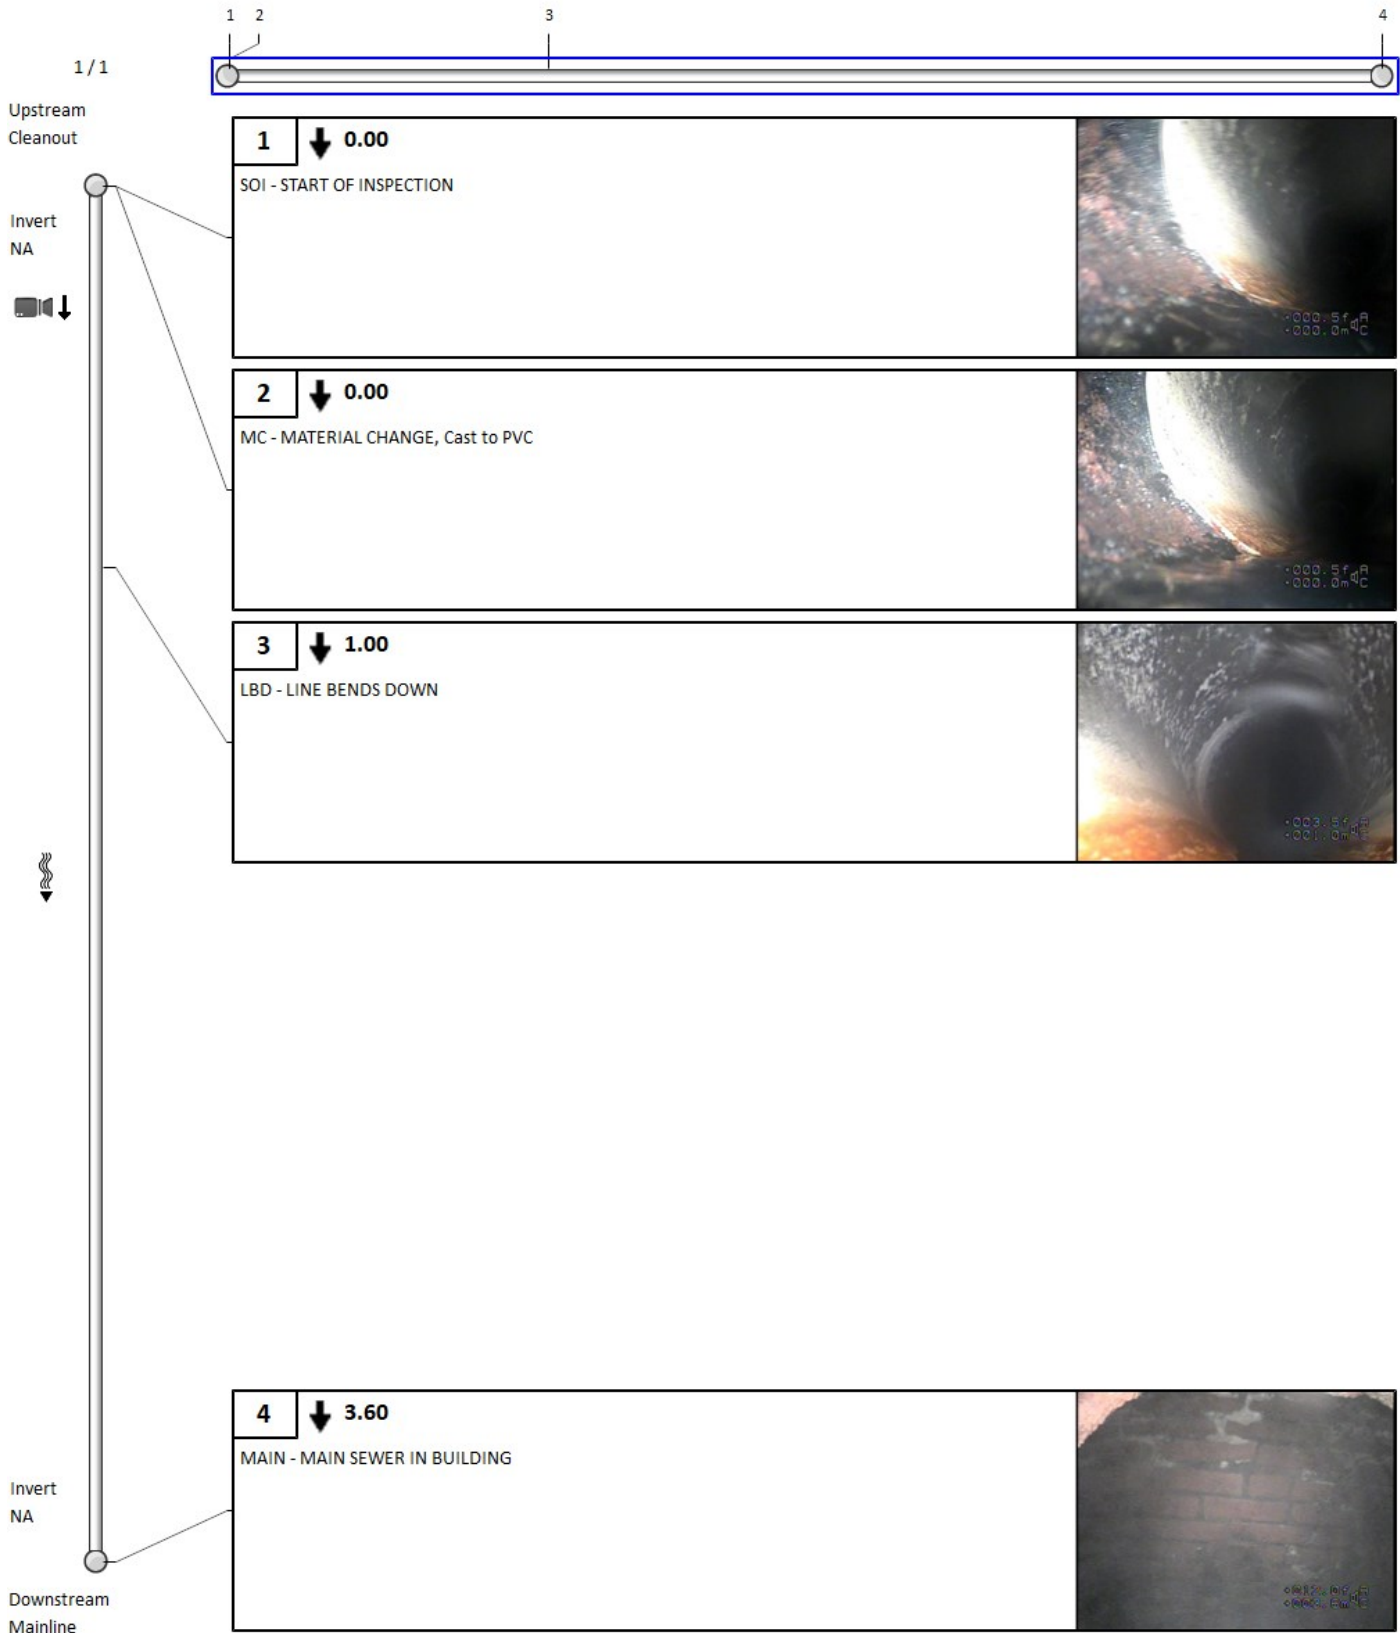 1 2 3 4
1 / 1
Upstream
Cleanout
Invert
NA
1 0.00
SOI - START OF INSPECTION
2 0.00
MC - MATERIAL CHANGE, Cast to PVC
3 1.00
LBD - LINE BENDS DOWN
4 3.60
MAIN - MAIN SEWER IN BUILDING
Invert
NA
Downstream
Mainline